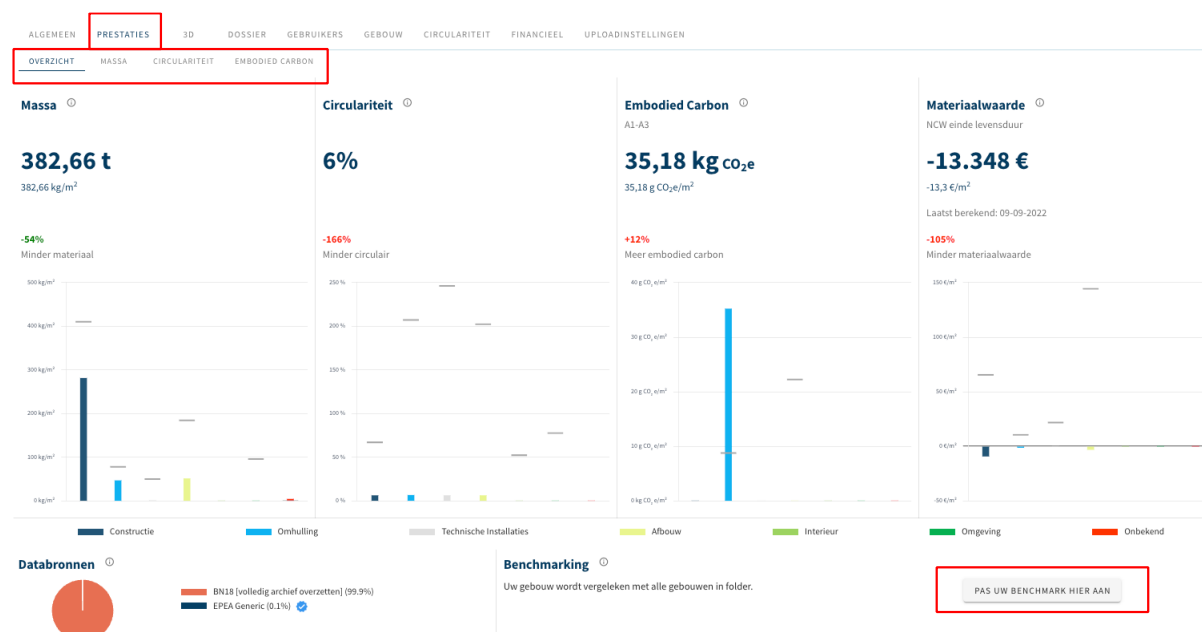 ALGEMEEN PRESTATIES 3D DOSSIER GEBRUIKERS GEBOUW CIRCULARITEIT FINANCIEEL UPLOADINSTELLINGEN
OVERZICHT MASSA CIRCULARITEIT EMBODIED CARBON
Massa
382,66 t
382,66 kg/m²
-54%
Minder materiaal
500 kg/m²
400 kg/m²
300 kg/m²
200 kg/m²
100 kg/m²
0 kg/m²
Circulariteit
6%
-166%
Minder circulair
250 %
200 %
150 %
100 %
50 %
0 %
Embodied Carbon
A1-A3
35,18 kg CO₂e
35,18 g CO₂e/m²
+12%
Meer embodied carbon
40 g CO₂ e/m²
30 g CO₂ e/m²
20 g CO₂ e/m²
10 g CO₂ e/m²
0 kg CO₂ e/m²
Materiaalwaarde
NCW einde levensduur
-13.348 €
-13,3 €/m²
Laatst berekend: 09-09-2022
-105%
Minder materiaalwaarde
150 €/m²
100 €/m²
50 €/m²
0 €/m²
-50 €/m²
Constructie Omhulling Technische Installaties Afbouw Interieur Omgeving Onbekend
Databronnen
BN18 [volledig archief overzetten] (99.9%)
EPEA Generic (0.1%)
Benchmarking
Uw gebouw wordt vergeleken met alle gebouwen in folder.
PAS UW BENCHMARK HIER AAN